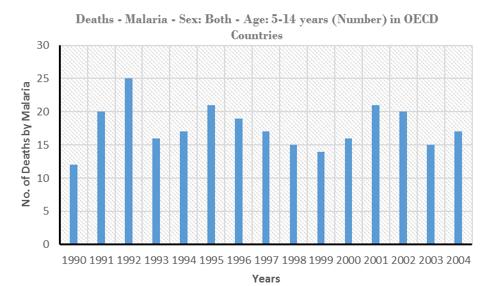 Deaths - Malaria - Sex: Both - Age: 5-14 years (Number) in OECD
Countries
30
25
20
15
10
5
0
No. of Deaths by Malaria
1990 1991 1992 1993 1994 1995 1996 1997 1998 1999 2000 2001 2002 2003 2004
Years